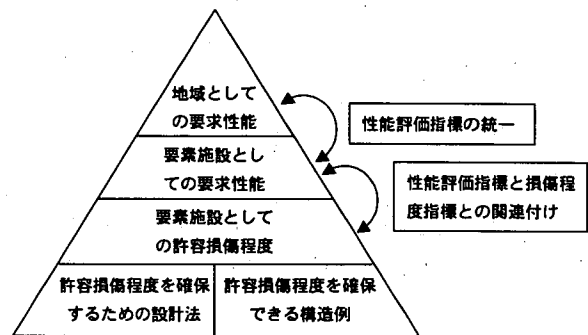 地域として
の要求性能
性能評価指標の統一
要素施設とし
ての要求性能
性能評価指標と損傷程
度指標との関連付け
要素施設として
の許容損傷程度
許容損傷程度を確保
するための設計法
許容損傷程度を確保
できる構造例